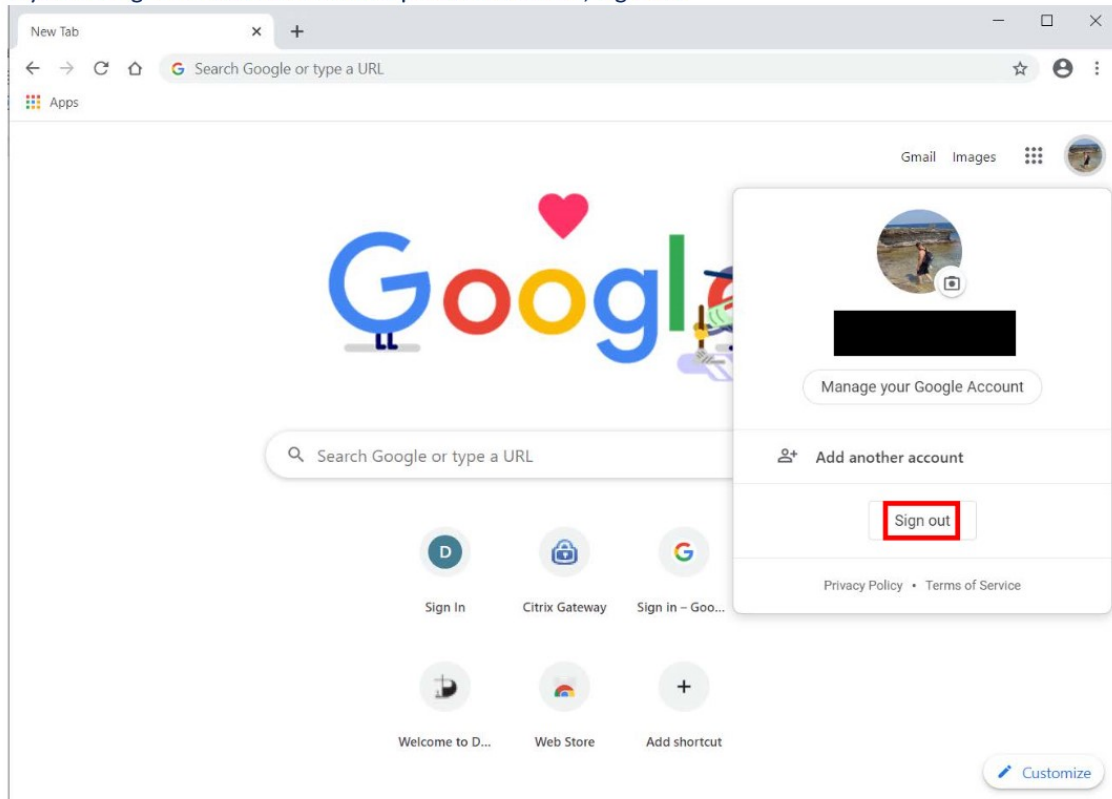 New Tab
Search Google or type a URL
Apps
Gmail Images
Google
Manage your Google Account
Search Google or type a URL
Add another account
Sign out
D
G
Sign In Citrix Gateway Sign in – Goo...
Privacy Policy • Terms of Service
Welcome to D... Web Store Add shortcut
Customize